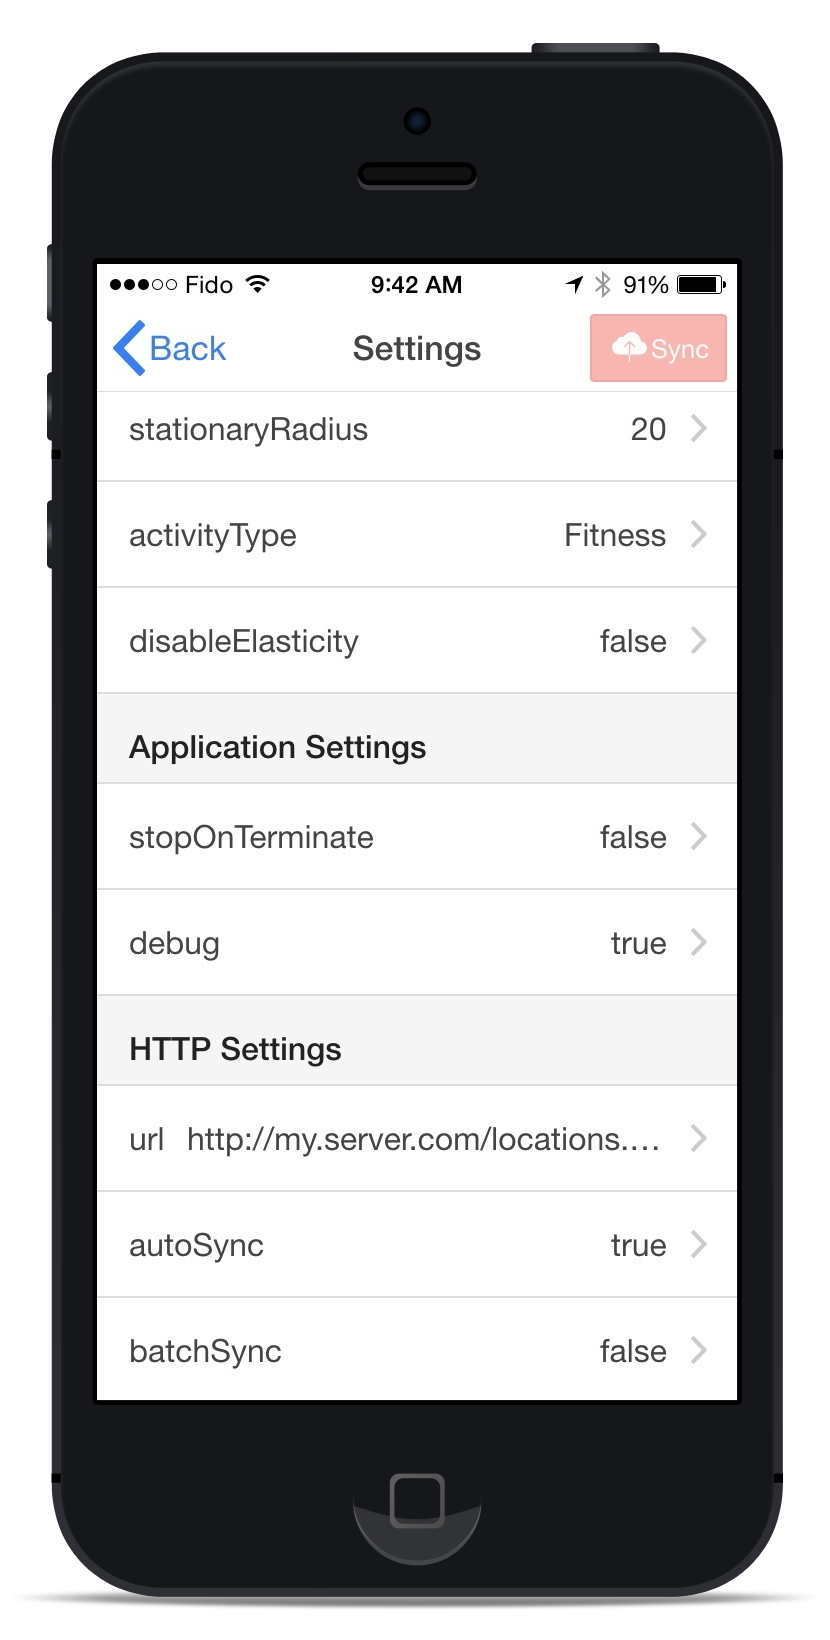 Fido 9:42 AM 91%
Back Settings Sync
stationaryRadius 20
activityType Fitness
disableElasticity false
Application Settings
stopOnTerminate false
debug true
HTTP Settings
url http://my.server.com/locations....
autoSync true
batchSync false